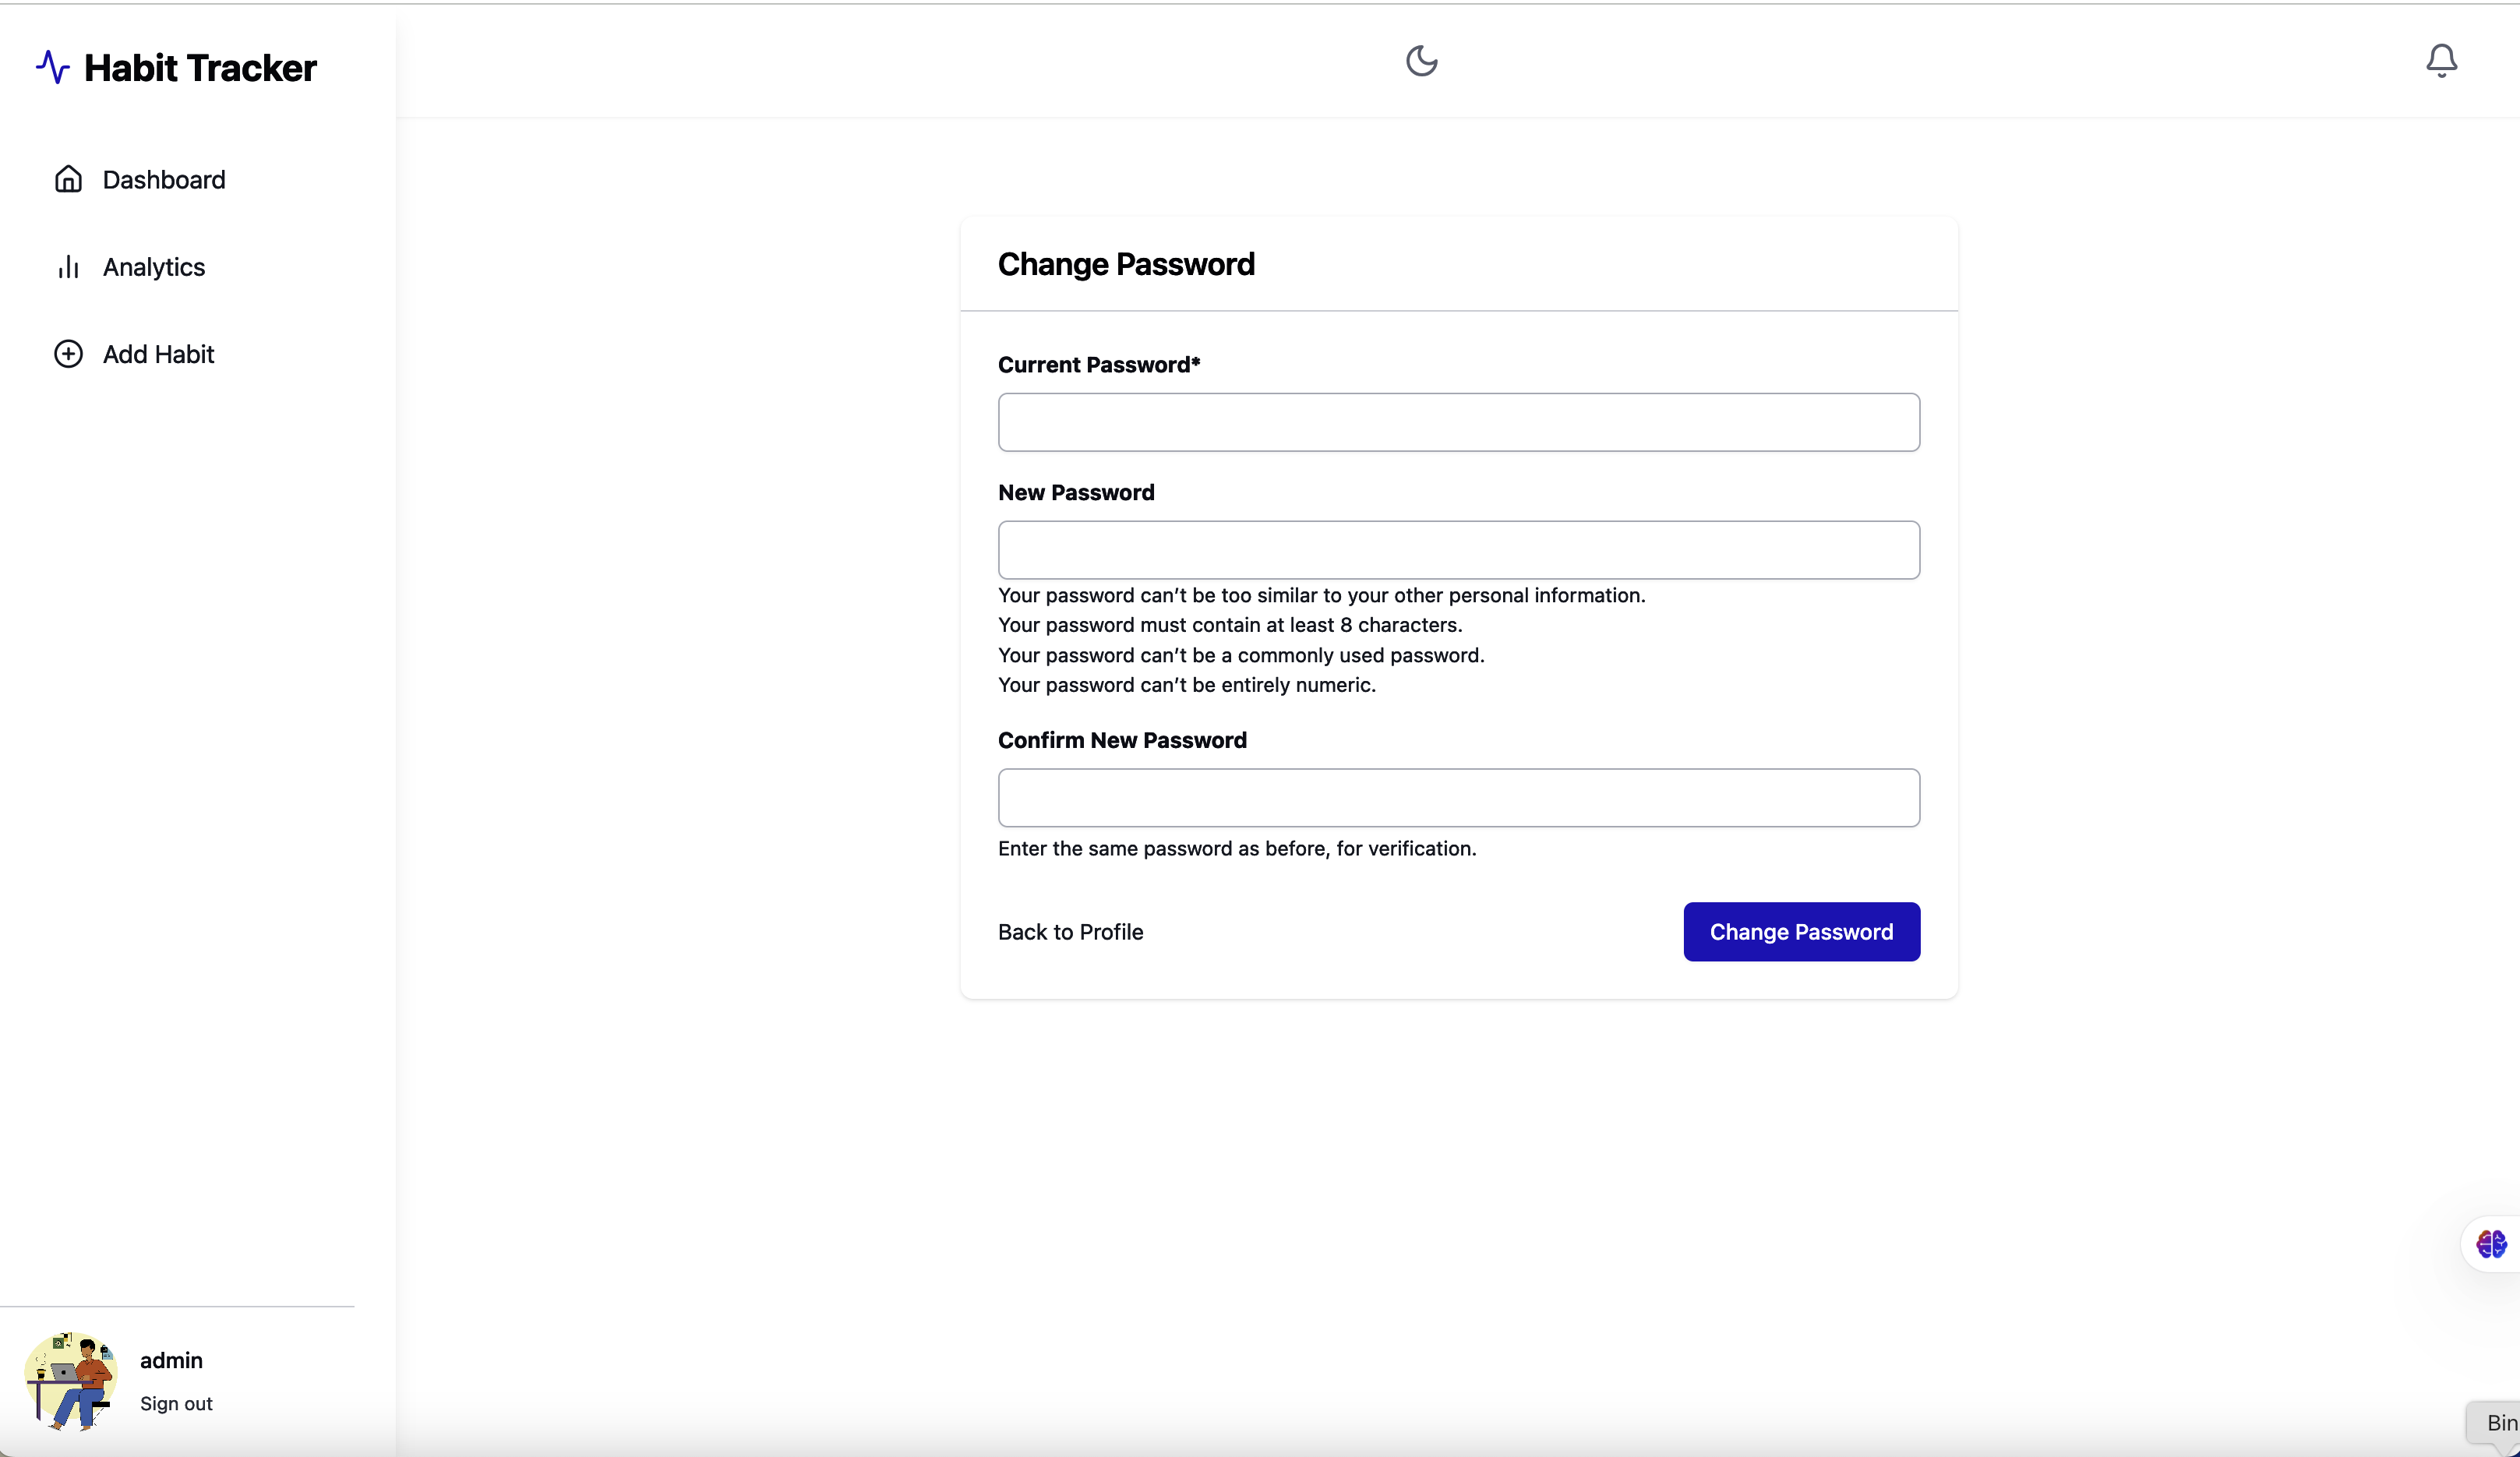 Habit Tracker
Dashboard
Analytics
Add Habit
Change Password
Current Password*
New Password
Your password can’t be too similar to your other personal information.
Your password must contain at least 8 characters.
Your password can’t be a commonly used password.
Your password can’t be entirely numeric.
Confirm New Password
Enter the same password as before, for verification.
Back to Profile
Change Password
admin
Sign out
Bin